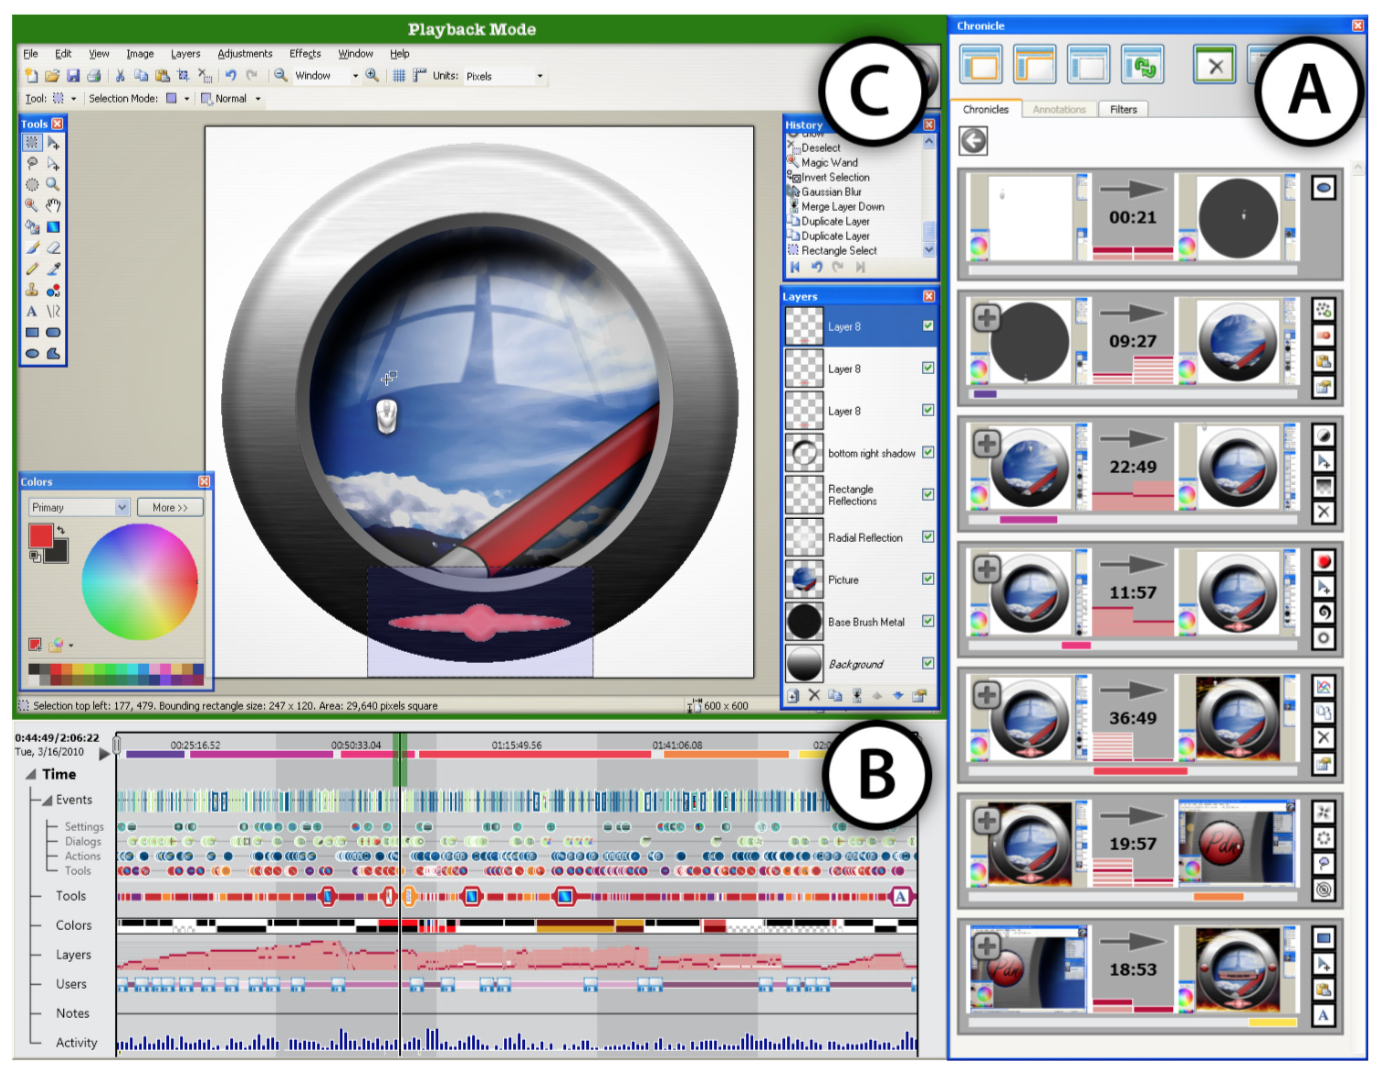 Playback Mode
File Edit View Image Layers Adjustments Effects Window Help
Window Units: Pixels
Tool: Selection Mode: Normal
Tools
Colors
Primary More >>
History
Glow
Deselect
Magic Wand
Invert Selection
Gaussian Blur
Merge Layer Down
Duplicate Layer
Duplicate Layer
Rectangle Select
Layers
Layer 8
Layer 8
Layer 8
bottom right shadow
Rectangle
Reflections
Radial Reflection
Picture
Base Brush Metal
Background
Selection top left: 177, 479. Bounding rectangle size: 247 x 120. Area: 29,640 pixels square 600 x 600
C
0:44:49/2:06:22
Tue, 3/16/2010
00:25:16.52 00:50:33.04 01:15:49.56 01:41:06.08
Time
Events
Settings
Dialogs
Actions
Tools
Tools
A
Colors
Layers
Users
Notes
Activity
B
Chronicle
A
Chronicles Annotations Filters
00:21
09:27
22:49
11:57
36:49
19:57
Pan
18:53
Pan
A